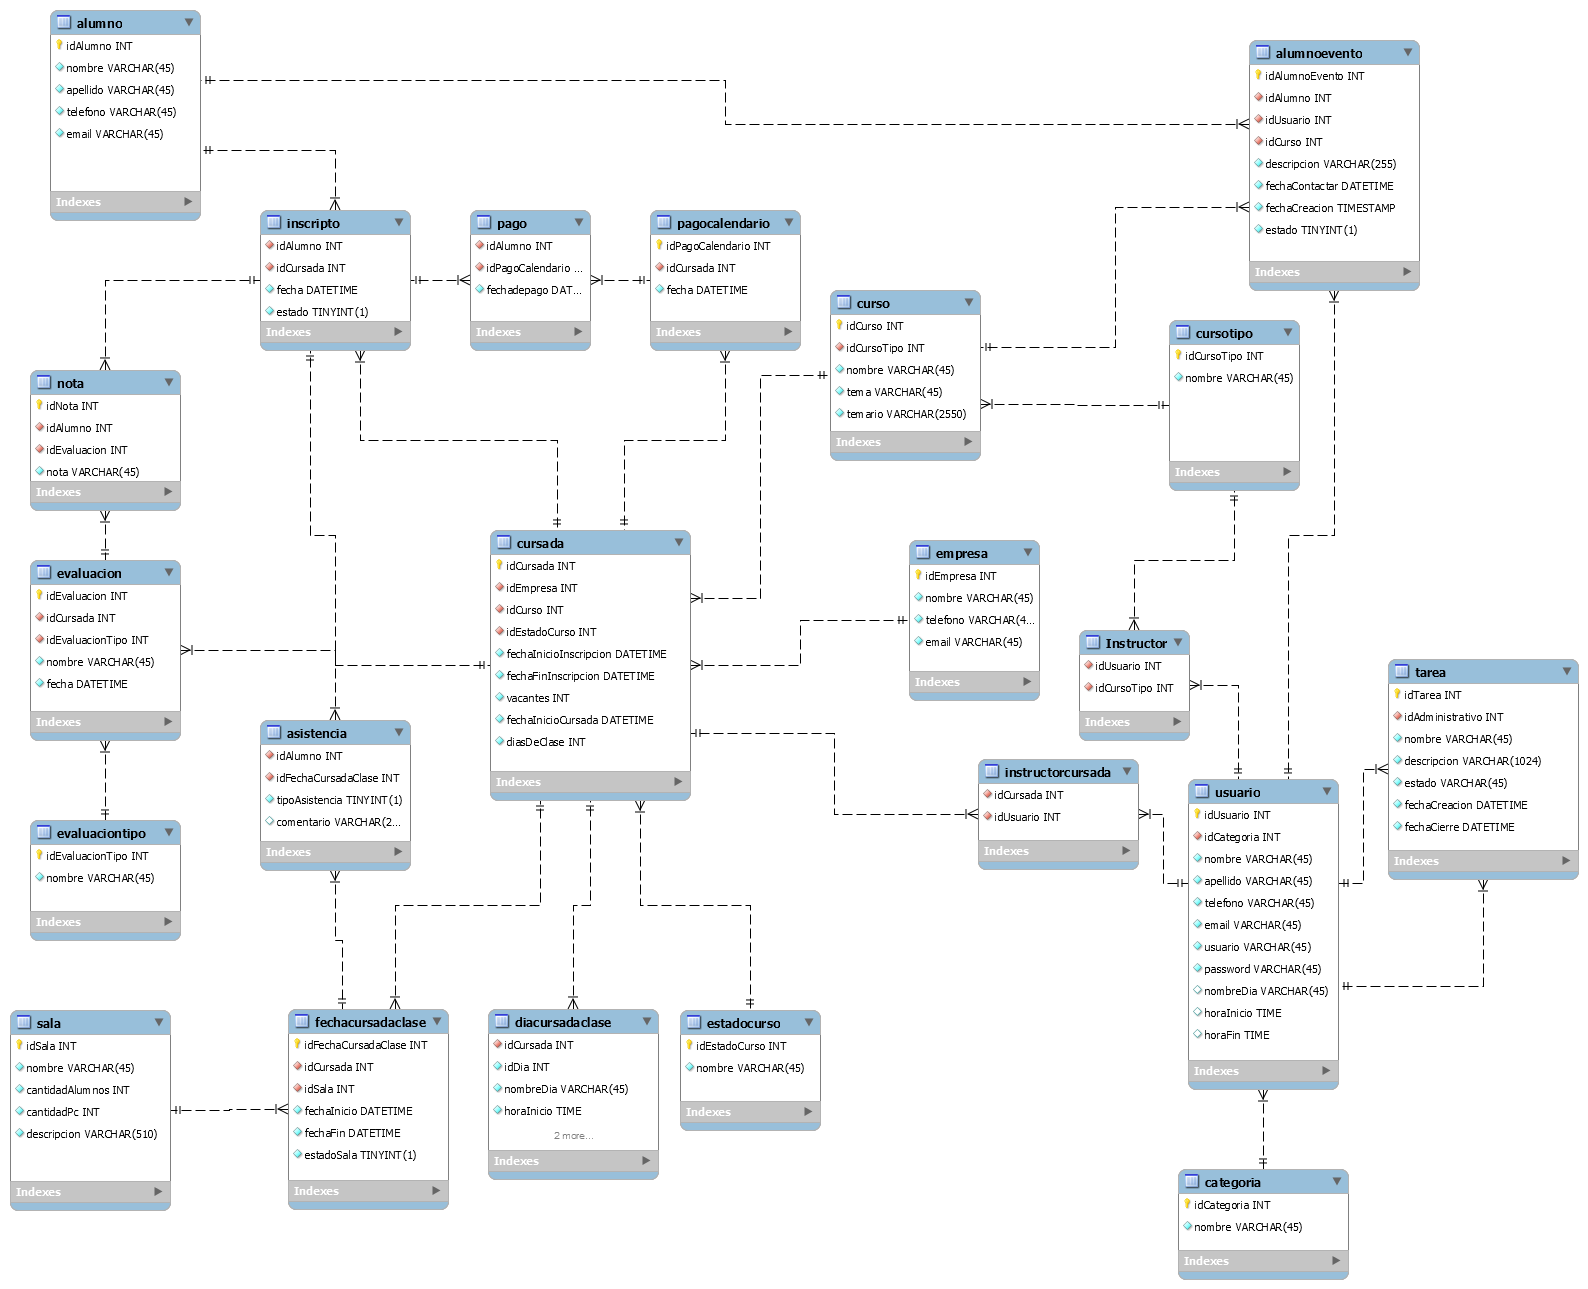 alumno
idAlumno INT
nombre VARCHAR(45)
apellido VARCHAR(45)
telefono VARCHAR(45)
email VARCHAR(45)
Indexes
alumnoevento
idAlumnoEvento INT
idAlumno INT
idUsuario INT
idCurso INT
descripcion VARCHAR(255)
fechaContactar DATETIME
fechaCreacion TIMESTAMP
estado TINYINT(1)
Indexes
inscripto
idAlumno INT
idCursada INT
fecha DATETIME
estado TINYINT(1)
Indexes
pago
idAlumno INT
idPagoCalendario ...
fechadepago DAT...
Indexes
pagocalendario
idPagoCalendario INT
idCursada INT
fecha DATETIME
Indexes
curso
idCurso INT
idCursoTipo INT
nombre VARCHAR(45)
tema VARCHAR(45)
temario VARCHAR(2550)
Indexes
cursotipo
idCursoTipo INT
nombre VARCHAR(45)
Indexes
nota
idNota INT
idAlumno INT
idEvaluacion INT
nota VARCHAR(45)
Indexes
evaluacion
idEvaluacion INT
idCursada INT
idEvaluacionTipo INT
nombre VARCHAR(45)
fecha DATETIME
Indexes
cursada
idCursada INT
idEmpresa INT
idCurso INT
idEstadoCurso INT
fechaInicioInscripcion DATETIME
fechaFinInscripcion DATETIME
vacantes INT
fechaInicioCursada DATETIME
diasDeClase INT
Indexes
empresa
idEmpresa INT
nombre VARCHAR(45)
telefono VARCHAR(4...
email VARCHAR(45)
Indexes
Instructor
idUsuario INT
idCursoTipo INT
Indexes
tarea
idTarea INT
idAdministrativo INT
nombre VARCHAR(45)
descripcion VARCHAR(1024)
estado VARCHAR(45)
fechaCreacion DATETIME
fechaCierre DATETIME
Indexes
asistencia
idAlumno INT
idFechaCursadaClase INT
tipoAsistencia TINYINT(1)
comentario VARCHAR(2...
Indexes
instructorcursada
idCursada INT
idUsuario INT
Indexes
usuario
idUsuario INT
idCategoria INT
nombre VARCHAR(45)
apellido VARCHAR(45)
telefono VARCHAR(45)
email VARCHAR(45)
usuario VARCHAR(45)
password VARCHAR(45)
nombreDia VARCHAR(45)
horaInicio TIME
horaFin TIME
Indexes
evaluaciontipo
idEvaluacionTipo INT
nombre VARCHAR(45)
Indexes
sala
idSala INT
nombre VARCHAR(45)
cantidadAlumnos INT
cantidadPc INT
descripcion VARCHAR(510)
Indexes
fechacursadaclase
idFechaCursadaClase INT
idCursada INT
idSala INT
fechaInicio DATETIME
fechaFin DATETIME
estadoSala TINYINT(1)
Indexes
diacursadaclase
idCursada INT
idDia INT
nombreDia VARCHAR(45)
horaInicio TIME
2 more...
Indexes
estadocurso
idEstadoCurso INT
nombre VARCHAR(45)
Indexes
categoria
idCategoria INT
nombre VARCHAR(45)
Indexes